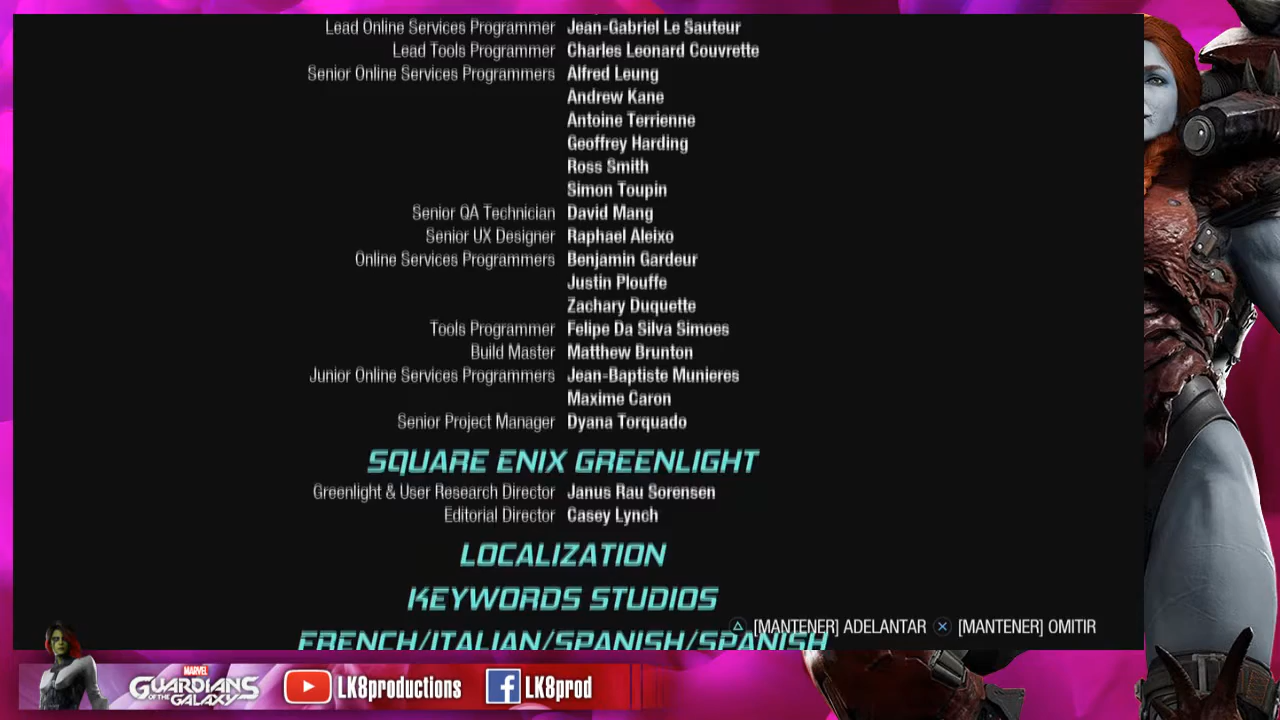 Lead Online Services Programmer Jean-Gabriel Le Sauteur
Lead Tools Programmer Charles Leonard Couvrette
Senior Online Services Programmers Alfred Leung
Andrew Kane
Antoine Terrienne
Geoffrey Harding
Ross Smith
Simon Toupin
Senior QA Technician David Mang
Senior UX Designer Raphael Aleixo
Online Services Programmers Benjamin Gardeur
Justin Plouffe
Zachary Duquette
Tools Programmer Felipe Da Silva Simoes
Build Master Matthew Brunton
Junior Online Services Programmers Jean-Baptiste Munieres
Maxime Caron
Senior Project Manager Dyana Torquado
SQUARE ENIX GREENLIGHT
Greenlight & User Research Director Janus Rau Sorensen
Editorial Director Casey Lynch
LOCALIZATION
KEYWORDS STUDIOS
[MANTENER] ADELANTAR [MANTENER] OMITIR
FRENCH/ITALIAN/SPANISH/SPANISH
MARVEL
GUARDIANS
OF THE
GALAXY
LK8productions
LK8prod